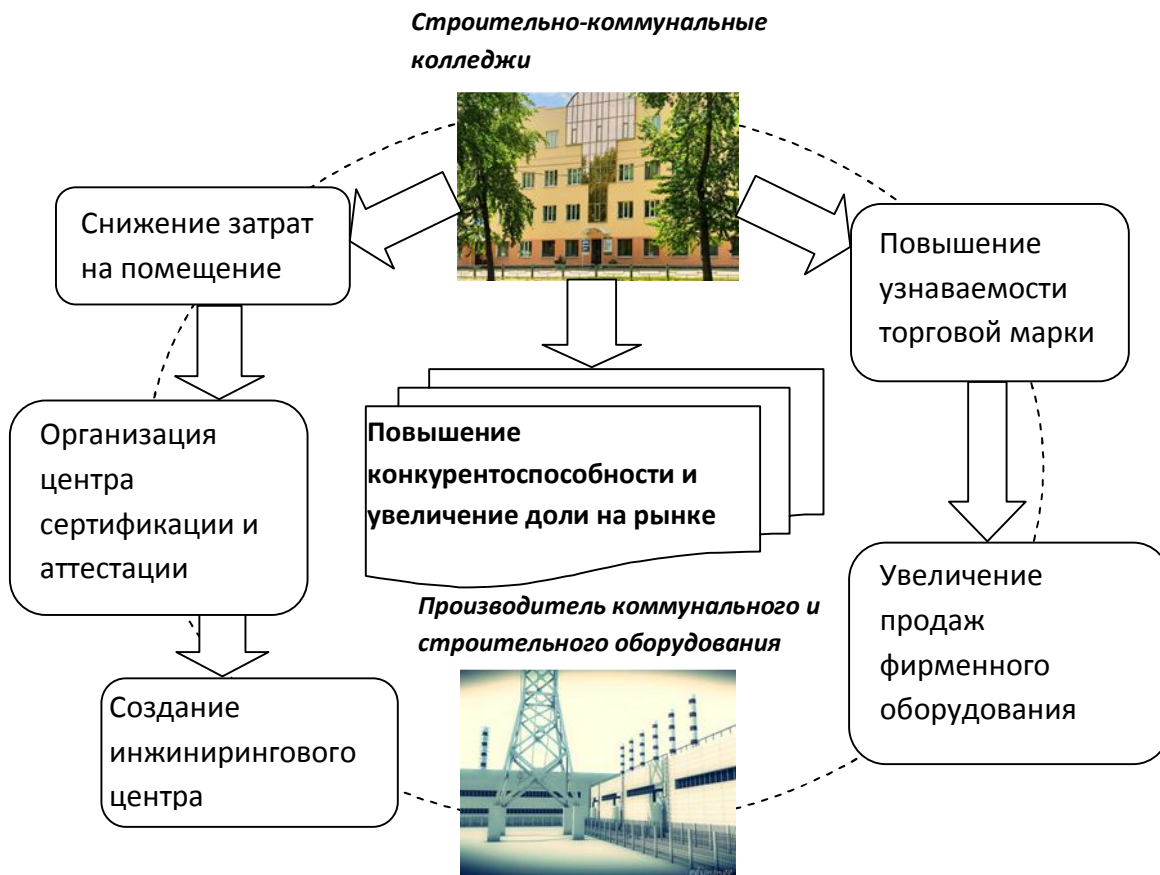 Строительно-коммунальные
колледжи
Снижение затрат
на помещение
Повышение
узнаваемости
торговой марки
Организация
центра
сертификации и
аттестации
Повышение
конкурентоспособности и
увеличение доли на рынке
Увеличение
продаж
фирменного
оборудования
Производитель коммунального и
строительного оборудования
Создание
инжинирингового
центра